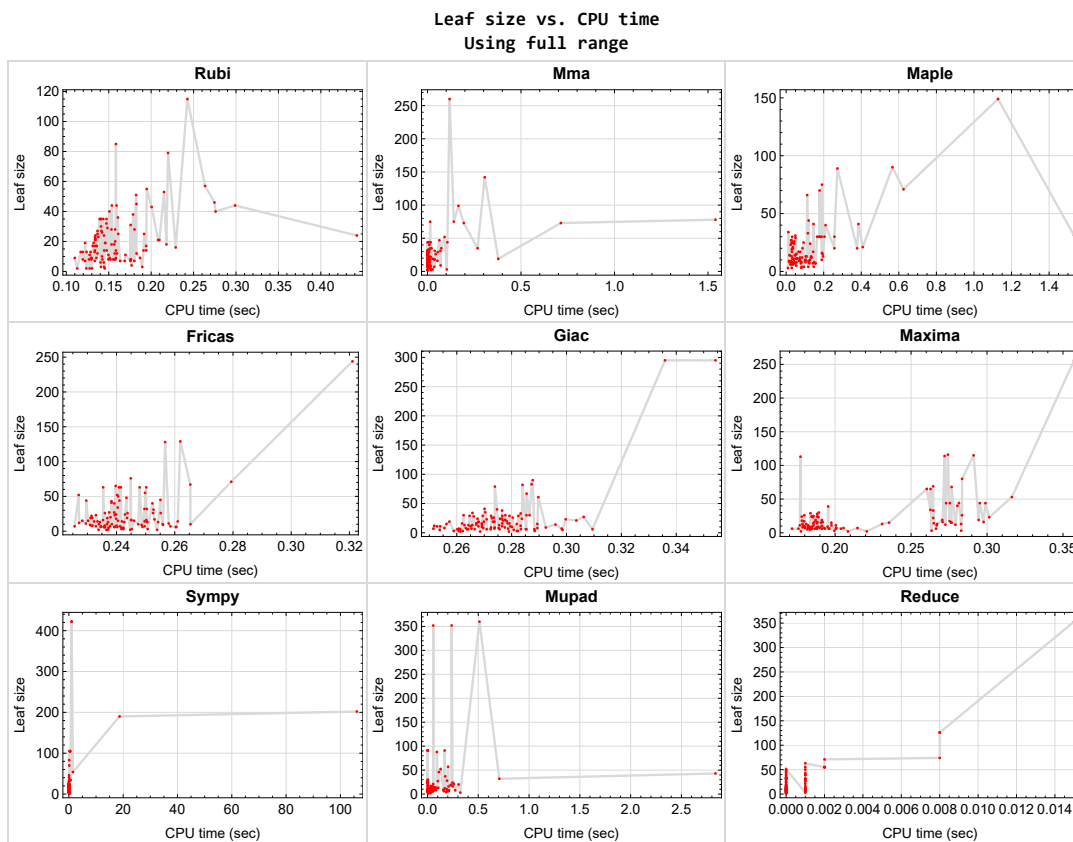 Leaf size vs. CPU time
Using full range
Rubi
Leaf size
120
100
80
60
40
20
0
0.10 0.15 0.20 0.25 0.30 0.35 0.40
CPU time (sec)
Mma
Leaf size
250
200
150
100
50
0
0.0 0.5 1.0 1.5
CPU time (sec)
Maple
Leaf size
150
100
50
0
0.0 0.2 0.4 0.6 0.8 1.0 1.2 1.4
CPU time (sec)
Fricas
Leaf size
250
200
150
100
50
0
0.24 0.26 0.28 0.30 0.32
CPU time (sec)
Giac
Leaf size
300
250
200
150
100
50
0
0.26 0.28 0.30 0.32 0.34
CPU time (sec)
Maxima
Leaf size
250
200
150
100
50
0
0.20 0.25 0.30 0.35
CPU time (sec)
Sympy
Leaf size
400
300
200
100
0
0 20 40 60 80 100
CPU time (sec)
Mupad
Leaf size
350
300
250
200
150
100
50
0
0.0 0.5 1.0 1.5 2.0 2.5
CPU time (sec)
Reduce
Leaf size
350
300
250
200
150
100
50
0
0.000 0.002 0.004 0.006 0.008 0.010 0.012 0.014
CPU time (sec)